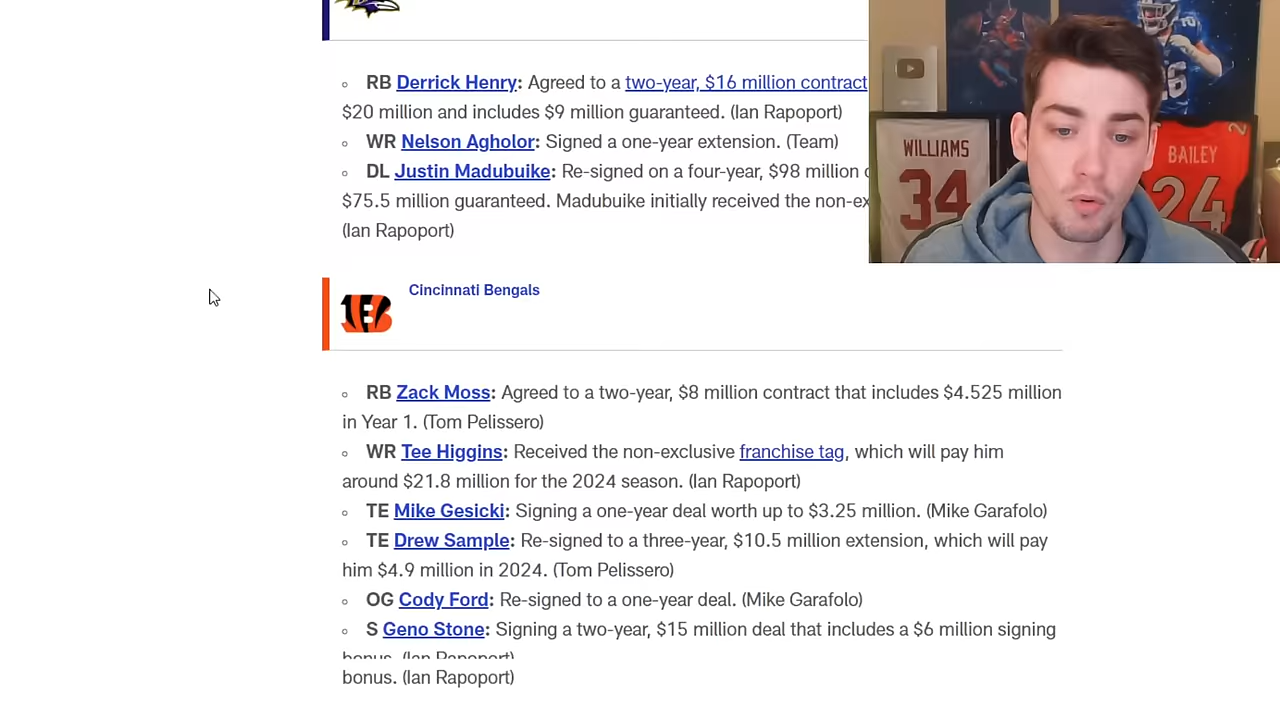 RB Derrick Henry: Agreed to a two-year, $16 million contract
$20 million and includes $9 million guaranteed. (Ian Rapoport)
WR Nelson Agholor: Signed a one-year extension. (Team)
DL Justin Madubuike: Re-signed on a four-year, $98 million
$75.5 million guaranteed. Madubuike initially received the non-ex
(Ian Rapoport)
WILLIAMS
34
BAILEY
24
2
26
Cincinnati Bengals
RB Zack Moss: Agreed to a two-year, $8 million contract that includes $4.525 million
in Year 1. (Tom Pelissero)
WR Tee Higgins: Received the non-exclusive franchise tag, which will pay him
around $21.8 million for the 2024 season. (Ian Rapoport)
TE Mike Gesicki: Signing a one-year deal worth up to $3.25 million. (Mike Garafolo)
TE Drew Sample: Re-signed to a three-year, $10.5 million extension, which will pay
him $4.9 million in 2024. (Tom Pelissero)
OG Cody Ford: Re-signed to a one-year deal. (Mike Garafolo)
S Geno Stone: Signing a two-year, $15 million deal that includes a $6 million signing
bonus. (Ian Rapoport)
bonus. (Ian Rapoport)